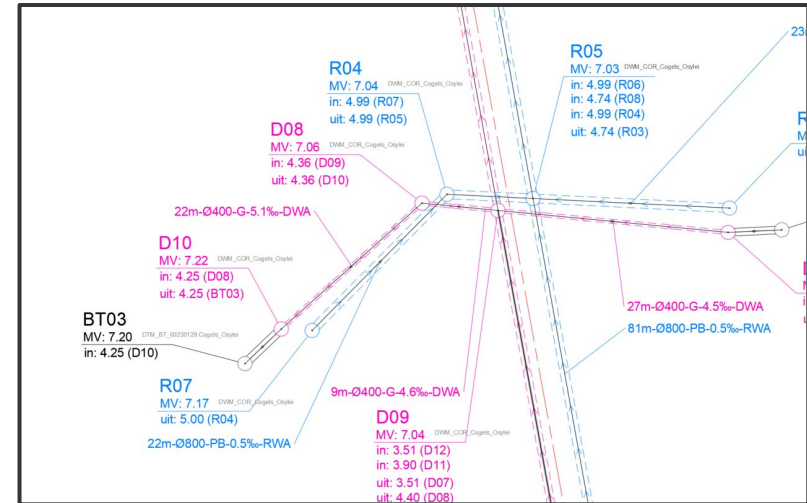 23
R05
MV: 7.03 DWM_COR_Cogels_Osylei
in: 4.99 (R06)
in: 4.74 (R08)
in: 4.99 (R04)
uit: 4.74 (R03)
R04
MV: 7.04 DWM_COR_Cogels_Osylei
in: 4.99 (R07)
uit: 4.99 (R05)
R
D08
MV: 7.06 DWM_COR_Cogels_Osylei
in: 4.36 (D09)
uit: 4.36 (D10)
22m-Ø400-G-5.1‰-DWA
D10
MV: 7.22 DWM_COR_Cogels_Osylei
in: 4.25 (D08)
uit: 4.25 (BT03)
BT03
MV: 7.20 DTM_BT_60230129 Cogels_Osylei
in: 4.25 (D10)
27m-Ø400-G-4.5‰-DWA
81m-Ø800-PB-0.5‰-RWA
R07
MV: 7.17 DWM_COR_Cogels_Osylei
uit: 5.00 (R04)
22m-Ø800-PB-0.5‰-RWA
9m-Ø400-G-4.6‰-DWA
D09
MV: 7.04 DWM_COR_Cogels_Osylei
in: 3.51 (D12)
in: 3.90 (D11)
uit: 3.51 (D07)
uit: 4.40 (D08)